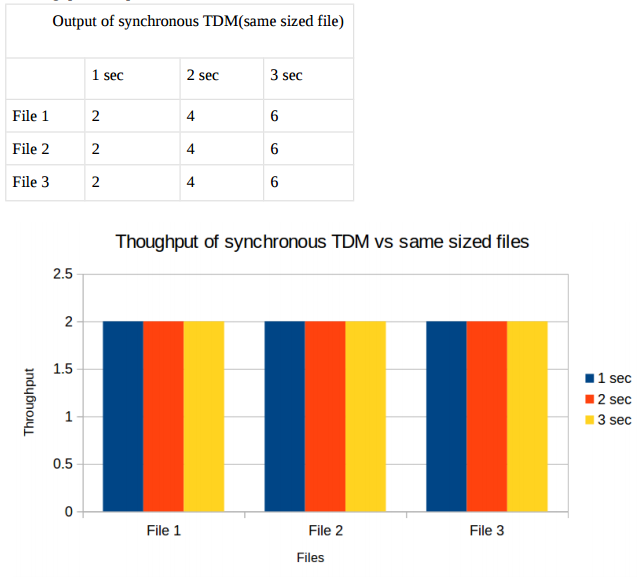 Output of synchronous TDM(same sized file)
1 sec 2 sec 3 sec
File 1 2 4 6
File 2 2 4 6
File 3 2 4 6
Thoughput of synchronous TDM vs same sized files
2.5
2
1.5
1
0.5
0
Throughput
File 1 File 2 File 3
Files
1 sec
2 sec
3 sec